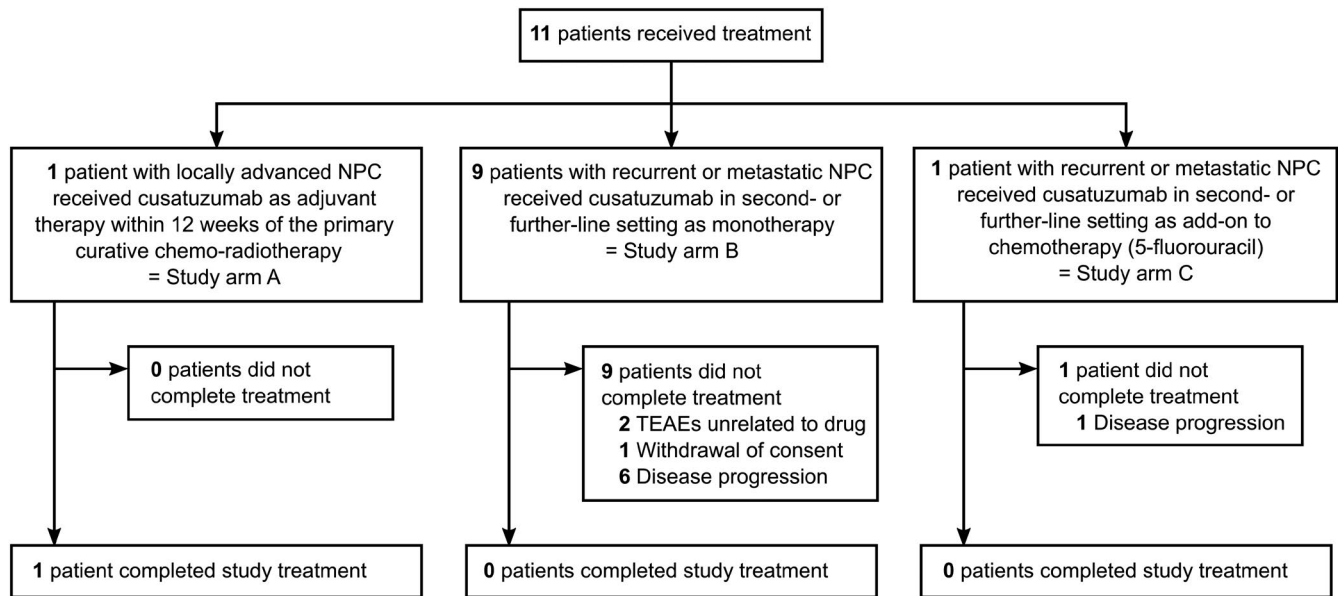 11 patients received treatment
1 patient with locally advanced NPC
received cusatuzumab as adjuvant
therapy within 12 weeks of the primary
curative chemo-radiotherapy
= Study arm A
9 patients with recurrent or metastatic NPC
received cusatuzumab in second- or
further-line setting as monotherapy
= Study arm B
1 patient with recurrent or metastatic NPC
received cusatuzumab in second- or
further-line setting as add-on to
chemotherapy (5-fluorouracil)
= Study arm C
0 patients did not
complete treatment
9 patients did not
complete treatment
2 TEAEs unrelated to drug
1 Withdrawal of consent
6 Disease progression
1 patient did not
complete treatment
1 Disease progression
1 patient completed study treatment
0 patients completed study treatment
0 patients completed study treatment